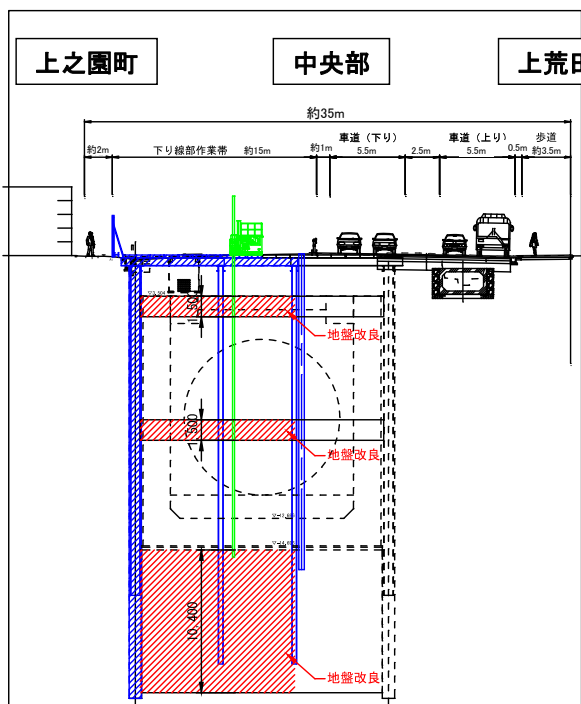 上之園町
中央部
上荒田
約35m
車道（下り）
車道（上り）
歩道
約2m
下り線部作業帯 約15m
約1m
5.5m
2.5m
5.5m
0.5m
約3.5m
1,500
地盤改良
1,500
地盤改良
10,400
地盤改良